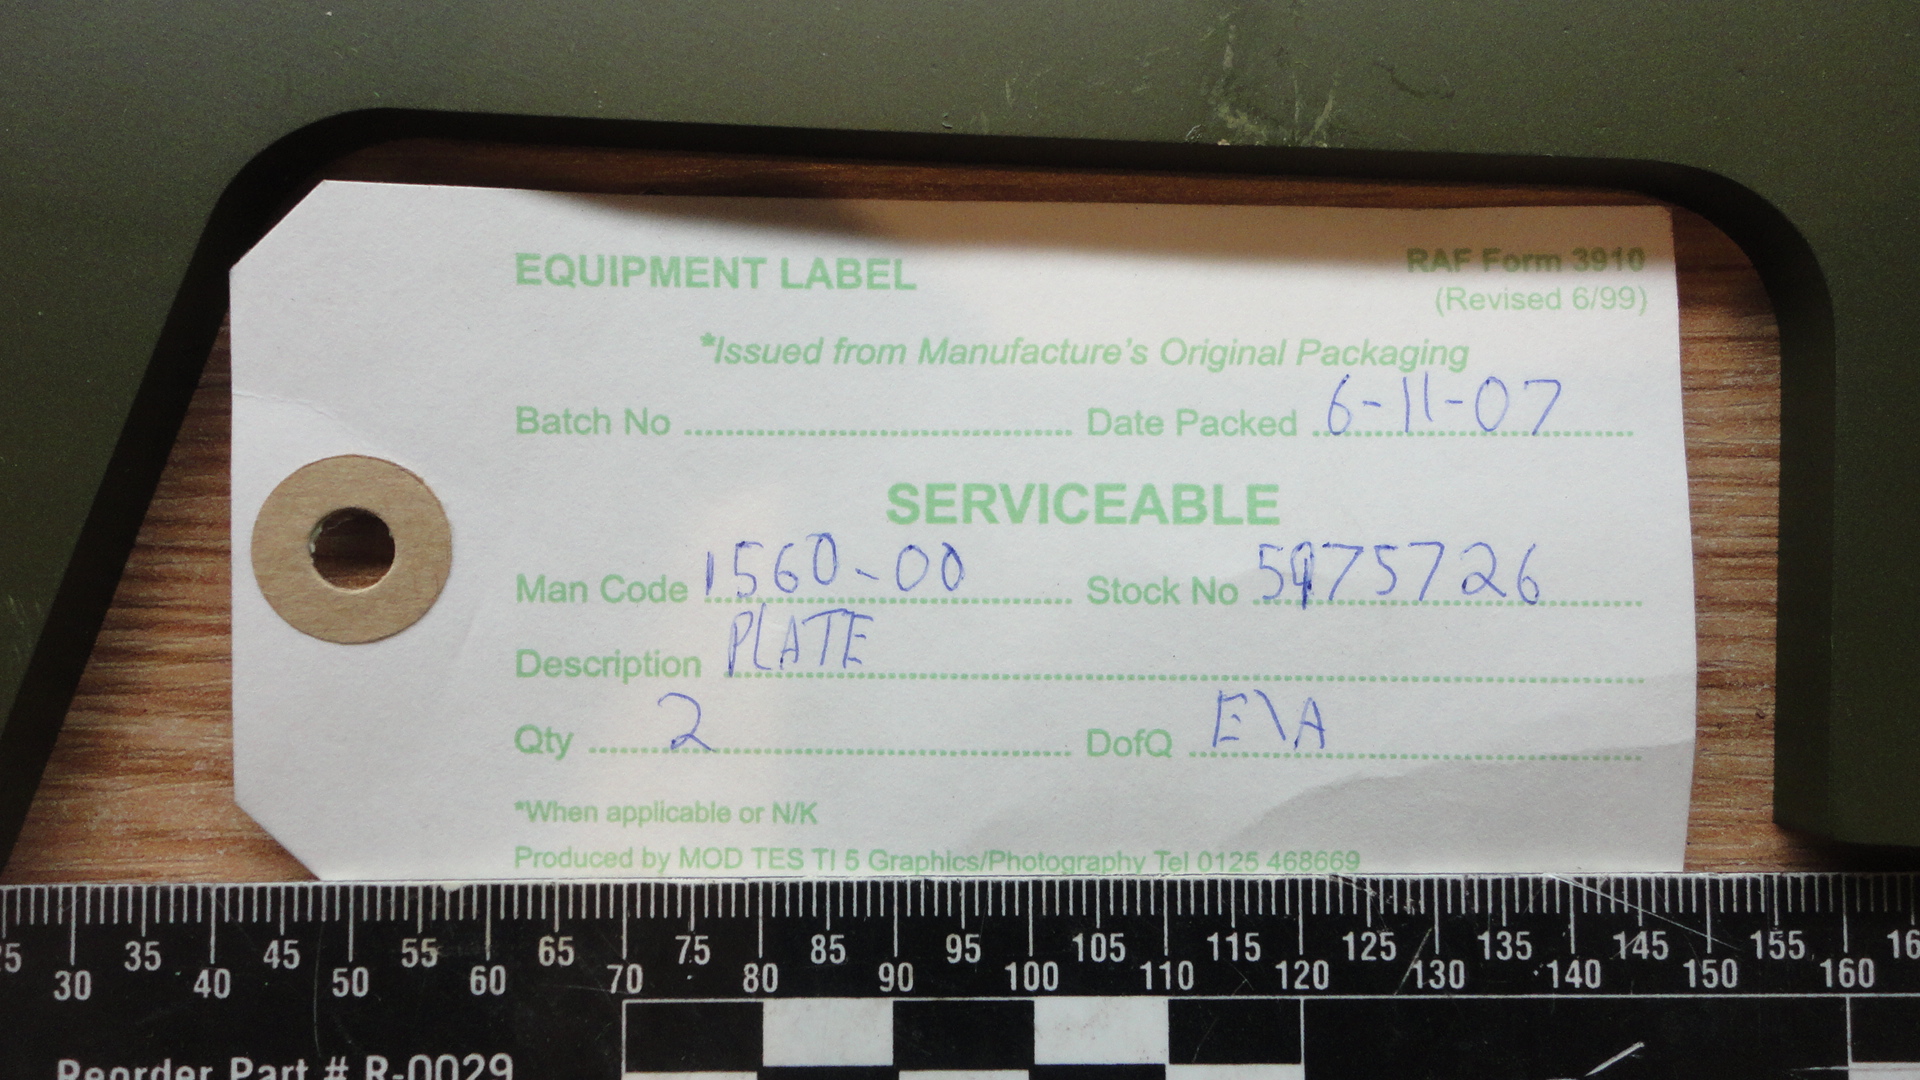 EQUIPMENT LABEL
RAF Form 3910
(Revised 6/99)
*Issued from Manufacture's Original Packaging
Batch No Date Packed 6-11-07
SERVICEABLE
Man Code 1560-00 Stock No 5975726
Description PLATE
Qty 2 DofQ E\A
*When applicable or N/K
Produced by MOD TES TI 5 Graphics/Photography Tel 0125 468669
35 45 55 65 75 85 95 105 115 125 135 145 155
30 40 50 60 70 80 90 100 110 120 130 140 150 160
Reorder Part # R-0029